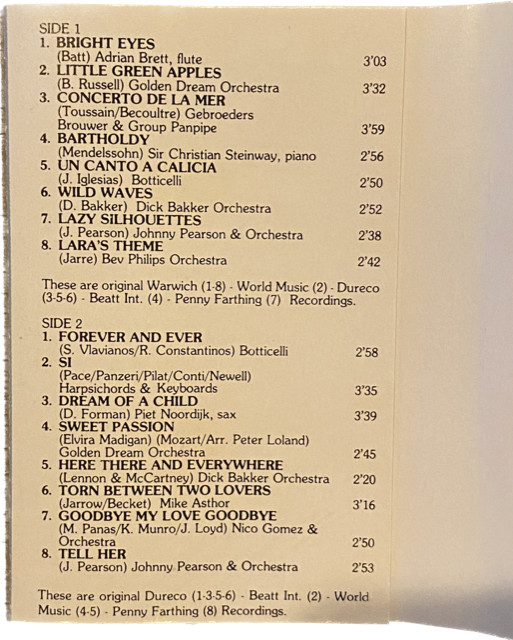 SIDE 1
1. BRIGHT EYES
(Batt) Adrian Brett, flute 3'03
2. LITTLE GREEN APPLES
(B. Russell) Golden Dream Orchestra 3'32
3. CONCERTO DE LA MER
(Toussain/Becoultre) Gebroeders
Brouwer & Group Panpipe 3'59
4. BARTHOLDY
(Mendelssohn) Sir Christian Steinway, piano 2'56
5. UN CANTO A CALICIA
(J. Iglesias) Botticelli 2'50
6. WILD WAVES
(D. Bakker) Dick Bakker Orchestra 2'52
7. LAZY SILHOUETTES
(J. Pearson) Johnny Pearson & Orchestra 2'38
8. LARA'S THEME
(Jarre) Bev Philips Orchestra 2'42
These are original Warwich (1-8) - World Music (2) - Dureco
(3-5-6) - Beatt Int. (4) - Penny Farthing (7) Recordings.
SIDE 2
1. FOREVER AND EVER
(S. Vlavianos/R. Constantinos) Botticelli 2'58
2. SI
(Pace/Panzeri/Pilat/Conti/Newell)
Harpsichords & Keyboards 3'35
3. DREAM OF A CHILD
(D. Forman) Piet Noordijk, sax 3'39
4. SWEET PASSION
(Elvira Madigan) (Mozart/Arr. Peter Loland)
Golden Dream Orchestra 2'45
5. HERE THERE AND EVERYWHERE
(Lennon & McCartney) Dick Bakker Orchestra 2'20
6. TORN BETWEEN TWO LOVERS
(Jarrow/Becket) Mike Asthor 3'16
7. GOODBYE MY LOVE GOODBYE
(M. Panas/K. Munro/J. Loyd) Nico Gomez &
Orchestra 2'50
8. TELL HER
(J. Pearson) Johnny Pearson & Orchestra 2'53
These are original Dureco (1-3-5-6) - Beatt Int. (2) - World
Music (4-5) - Penny Farthing (8) Recordings.